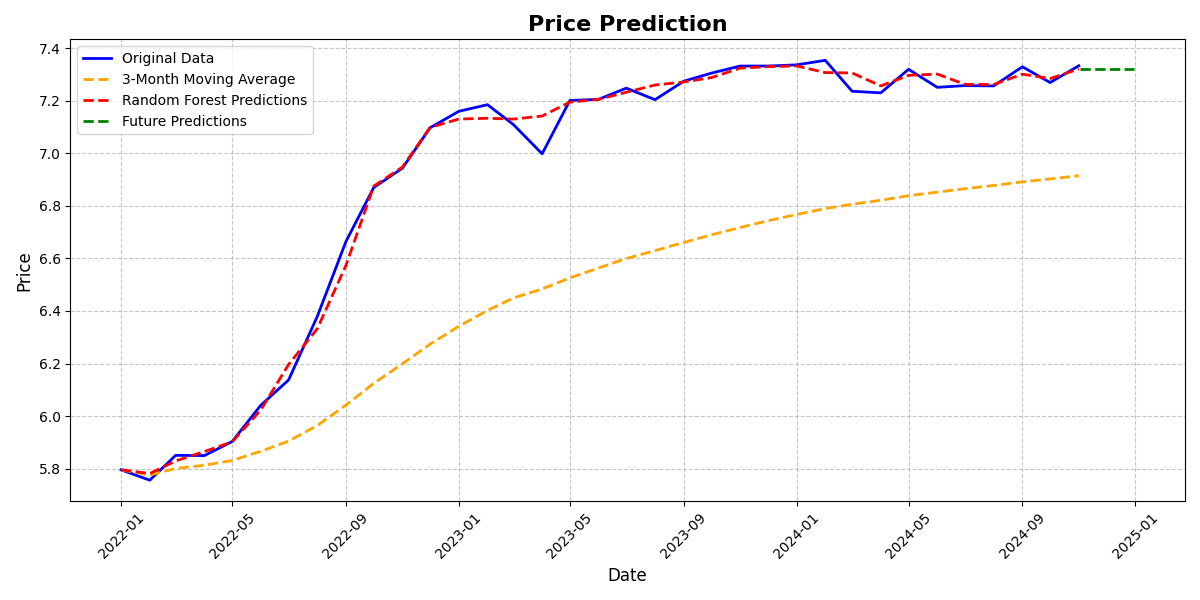 Price Prediction
Original Data
3-Month Moving Average
Random Forest Predictions
Future Predictions
7.4
7.2
7.0
6.8
6.6
6.4
6.2
6.0
5.8
Price
2022-01
2022-05
2022-09
2023-01
2023-05
2023-09
2024-01
2024-05
2024-09
2025-01
Date